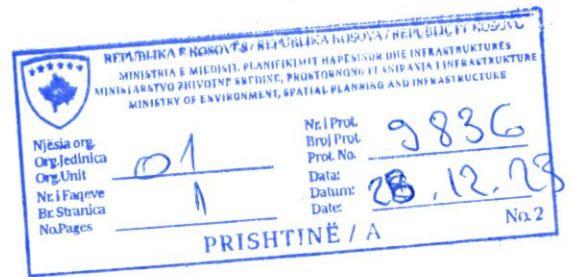 REPUBLIKA E KOSOVËS / REPUBLIKA KOSOVA / REPUBLIC OF KOSOVO
MINISTRIA E MJEDISIT, PLANIFIKIMIT HAPËSINOR DHE INFRASTRUKTURËS
MINISTARSTVO ŽIVOTNE SREDINE, PROSTORNOG PLANIRANJA I INFRASTRUKTURE
MINISTRY OF ENVIRONMENT, SPATIAL PLANNING AND INFRASTRUCTURE
Njësia org.
Org.Jedinica
Org.Unit
01
Nr. i Prot.
Broj Prot.
Prot. No.
9836
Nr. i Faqeve
Br. Stranica
No.Pages
Data:
Datum:
Date:
28.12.23
PRISHTINË / A
No.2